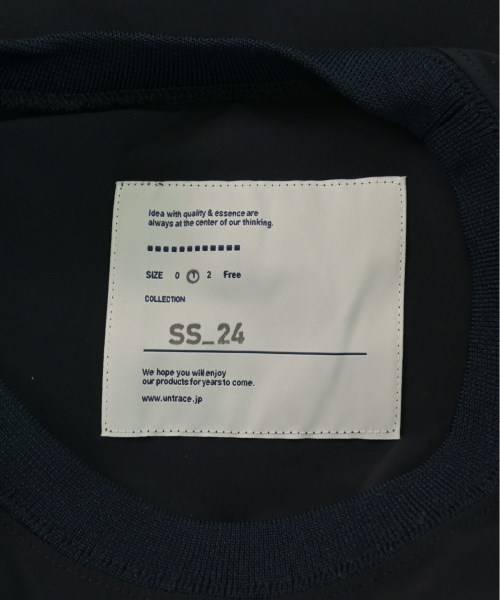 Idea with quality & essence are
always at the center of our thinking.
SIZE 0 1 2 Free
COLLECTION
SS_24
We hope you will enjoy
our products for years to come.
www.untrace.jp